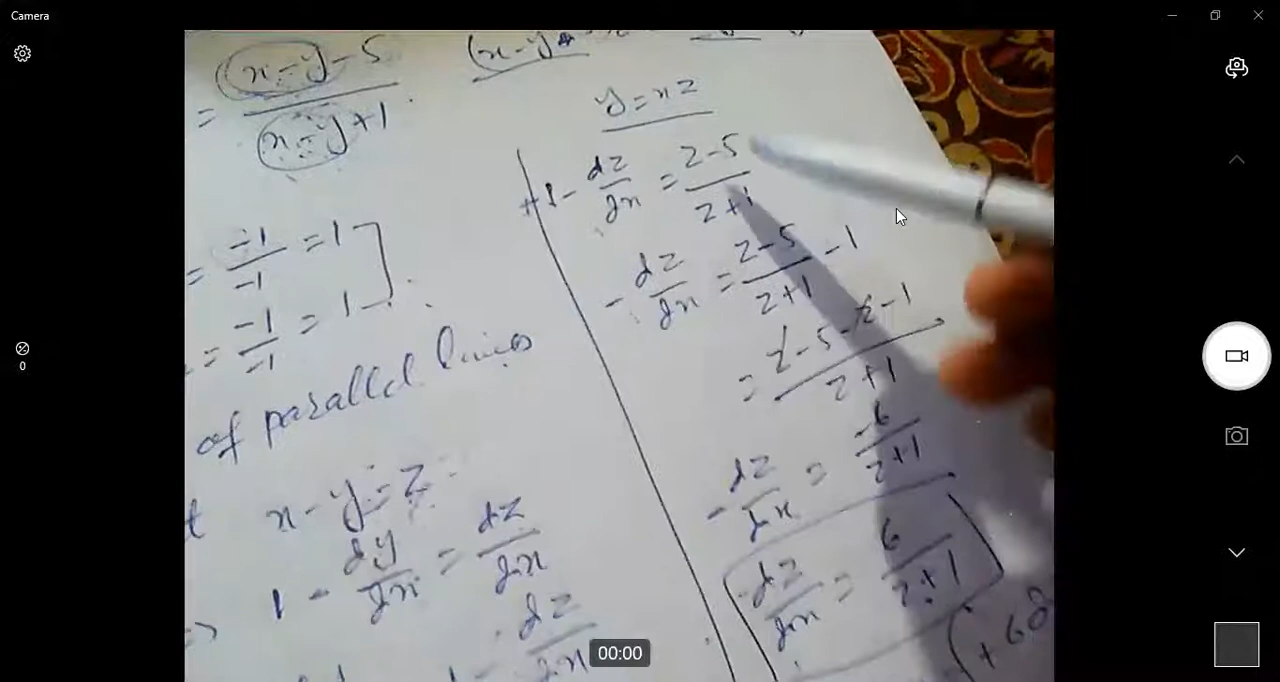 Camera
= (x-y)-5 / x-y+1
y=xz
= -1/-1 = 1
= -1/-1 = 1
of parallel lines
x-y=z
1 - dy/dx = dz/dx
dz/dx
+1 - dz/dx = z-5/z+1
- dz/dx = z-5/z+1 - 1
= z-5-z-1/z+1
- dz/dx = -6/z+1
dz/dx = 6/z+1
0
00:00